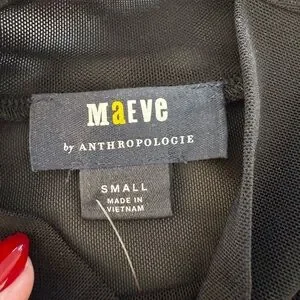 MaEVe
by ANTHROPOLOGIE
SMALL
MADE IN
VIETNAM